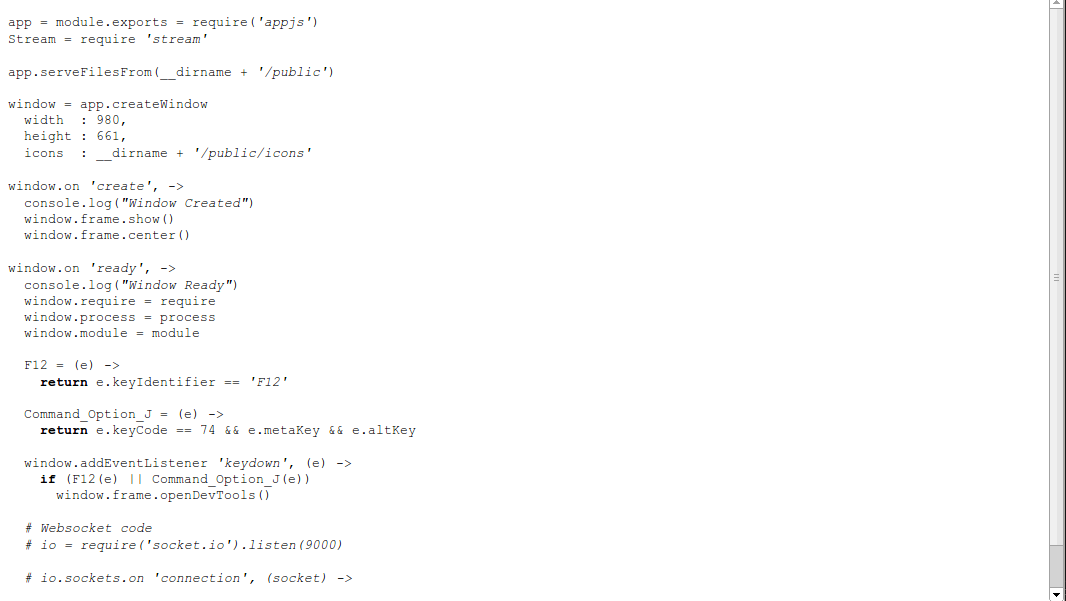 app = module.exports = require('appjs')
Stream = require 'stream'
app.serveFilesFrom(__dirname + '/public')
window = app.createWindow
  width  : 980,
  height : 661,
  icons  : __dirname + '/public/icons'
window.on 'create', ->
  console.log("Window Created")
  window.frame.show()
  window.frame.center()
window.on 'ready', ->
  console.log("Window Ready")
  window.require = require
  window.process = process
  window.module = module
  F12 = (e) ->
    return e.keyIdentifier == 'F12'
  Command_Option_J = (e) ->
    return e.keyCode == 74 && e.metaKey && e.altKey
  window.addEventListener 'keydown', (e) ->
    if (F12(e) || Command_Option_J(e))
      window.frame.openDevTools()
  # Websocket code
  # io = require('socket.io').listen(9000)
  # io.sockets.on 'connection', (socket) ->